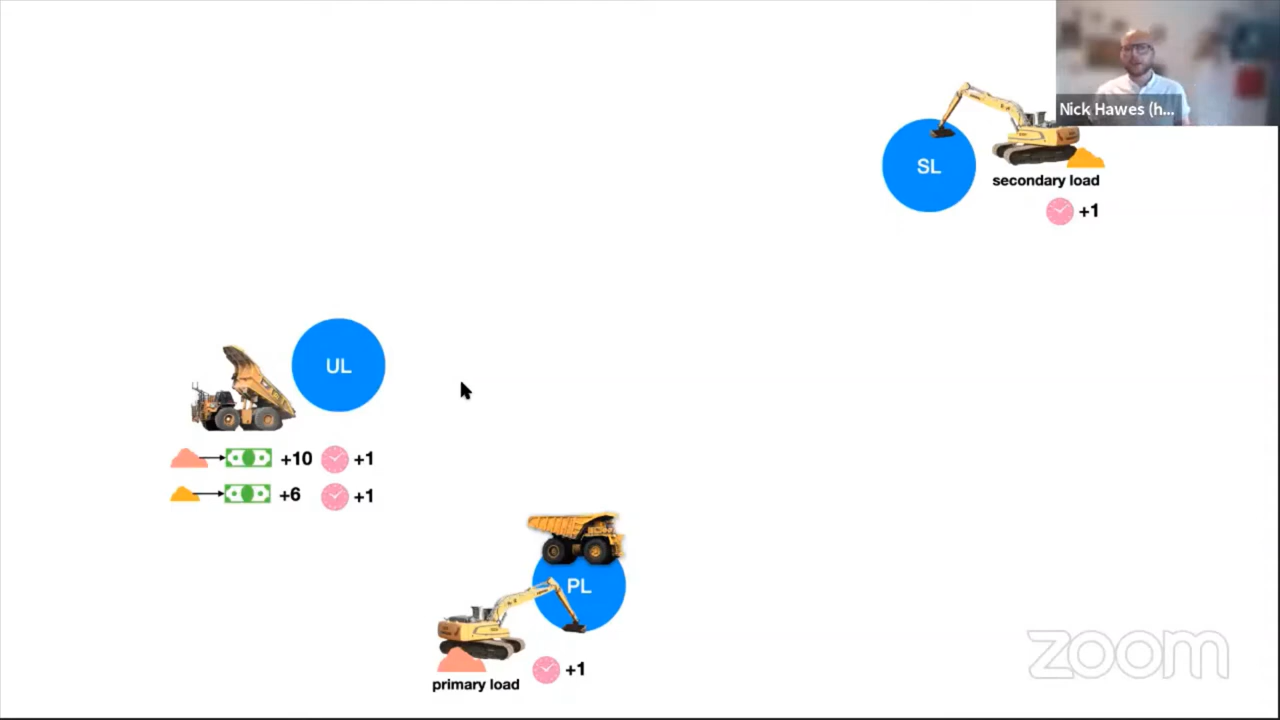 Nick Hawes (h...
SL
secondary load
+1
UL
+10 +1
+6 +1
PL
+1
primary load
zoom